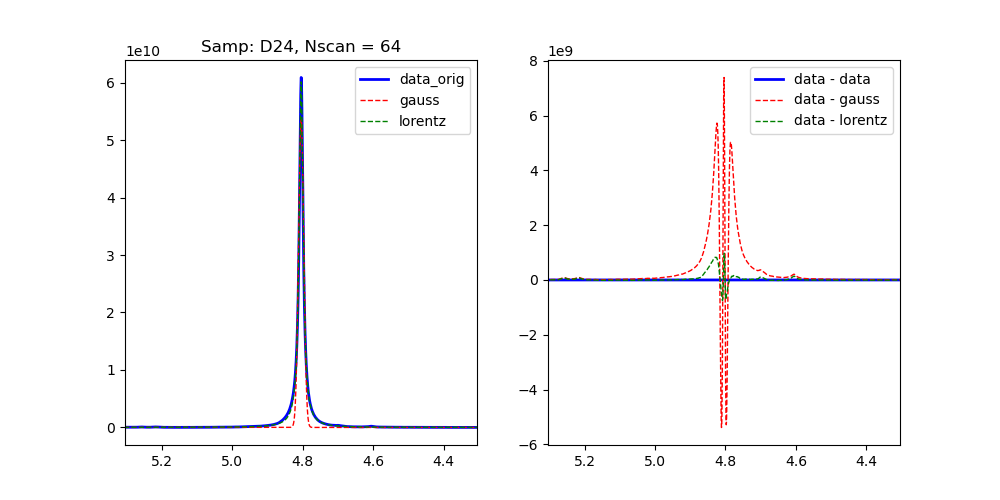 Samp: D24, Nscan = 64
1e10
6
5
4
3
2
1
0
5.2 5.0 4.8 4.6 4.4
data_orig
gauss
lorentz
1e9
8
6
4
2
0
−2
−4
−6
5.2 5.0 4.8 4.6 4.4
data - data
data - gauss
data - lorentz